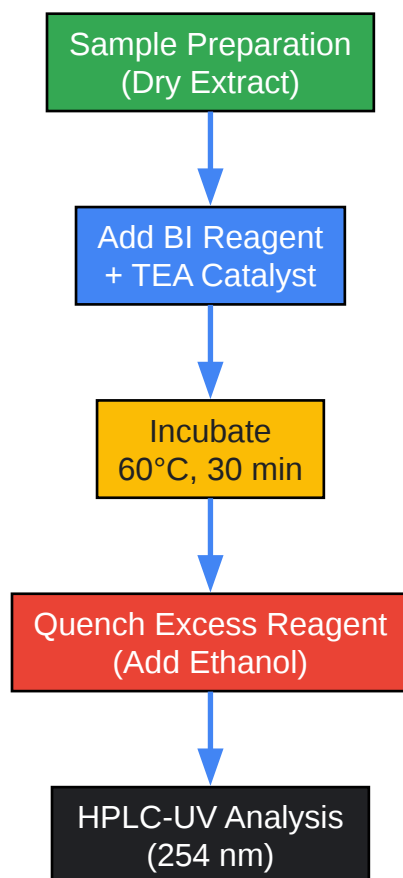 Sample Preparation
(Dry Extract)
Add BI Reagent
+ TEA Catalyst
Incubate
60°C, 30 min
Quench Excess Reagent
(Add Ethanol)
HPLC-UV Analysis
(254 nm)